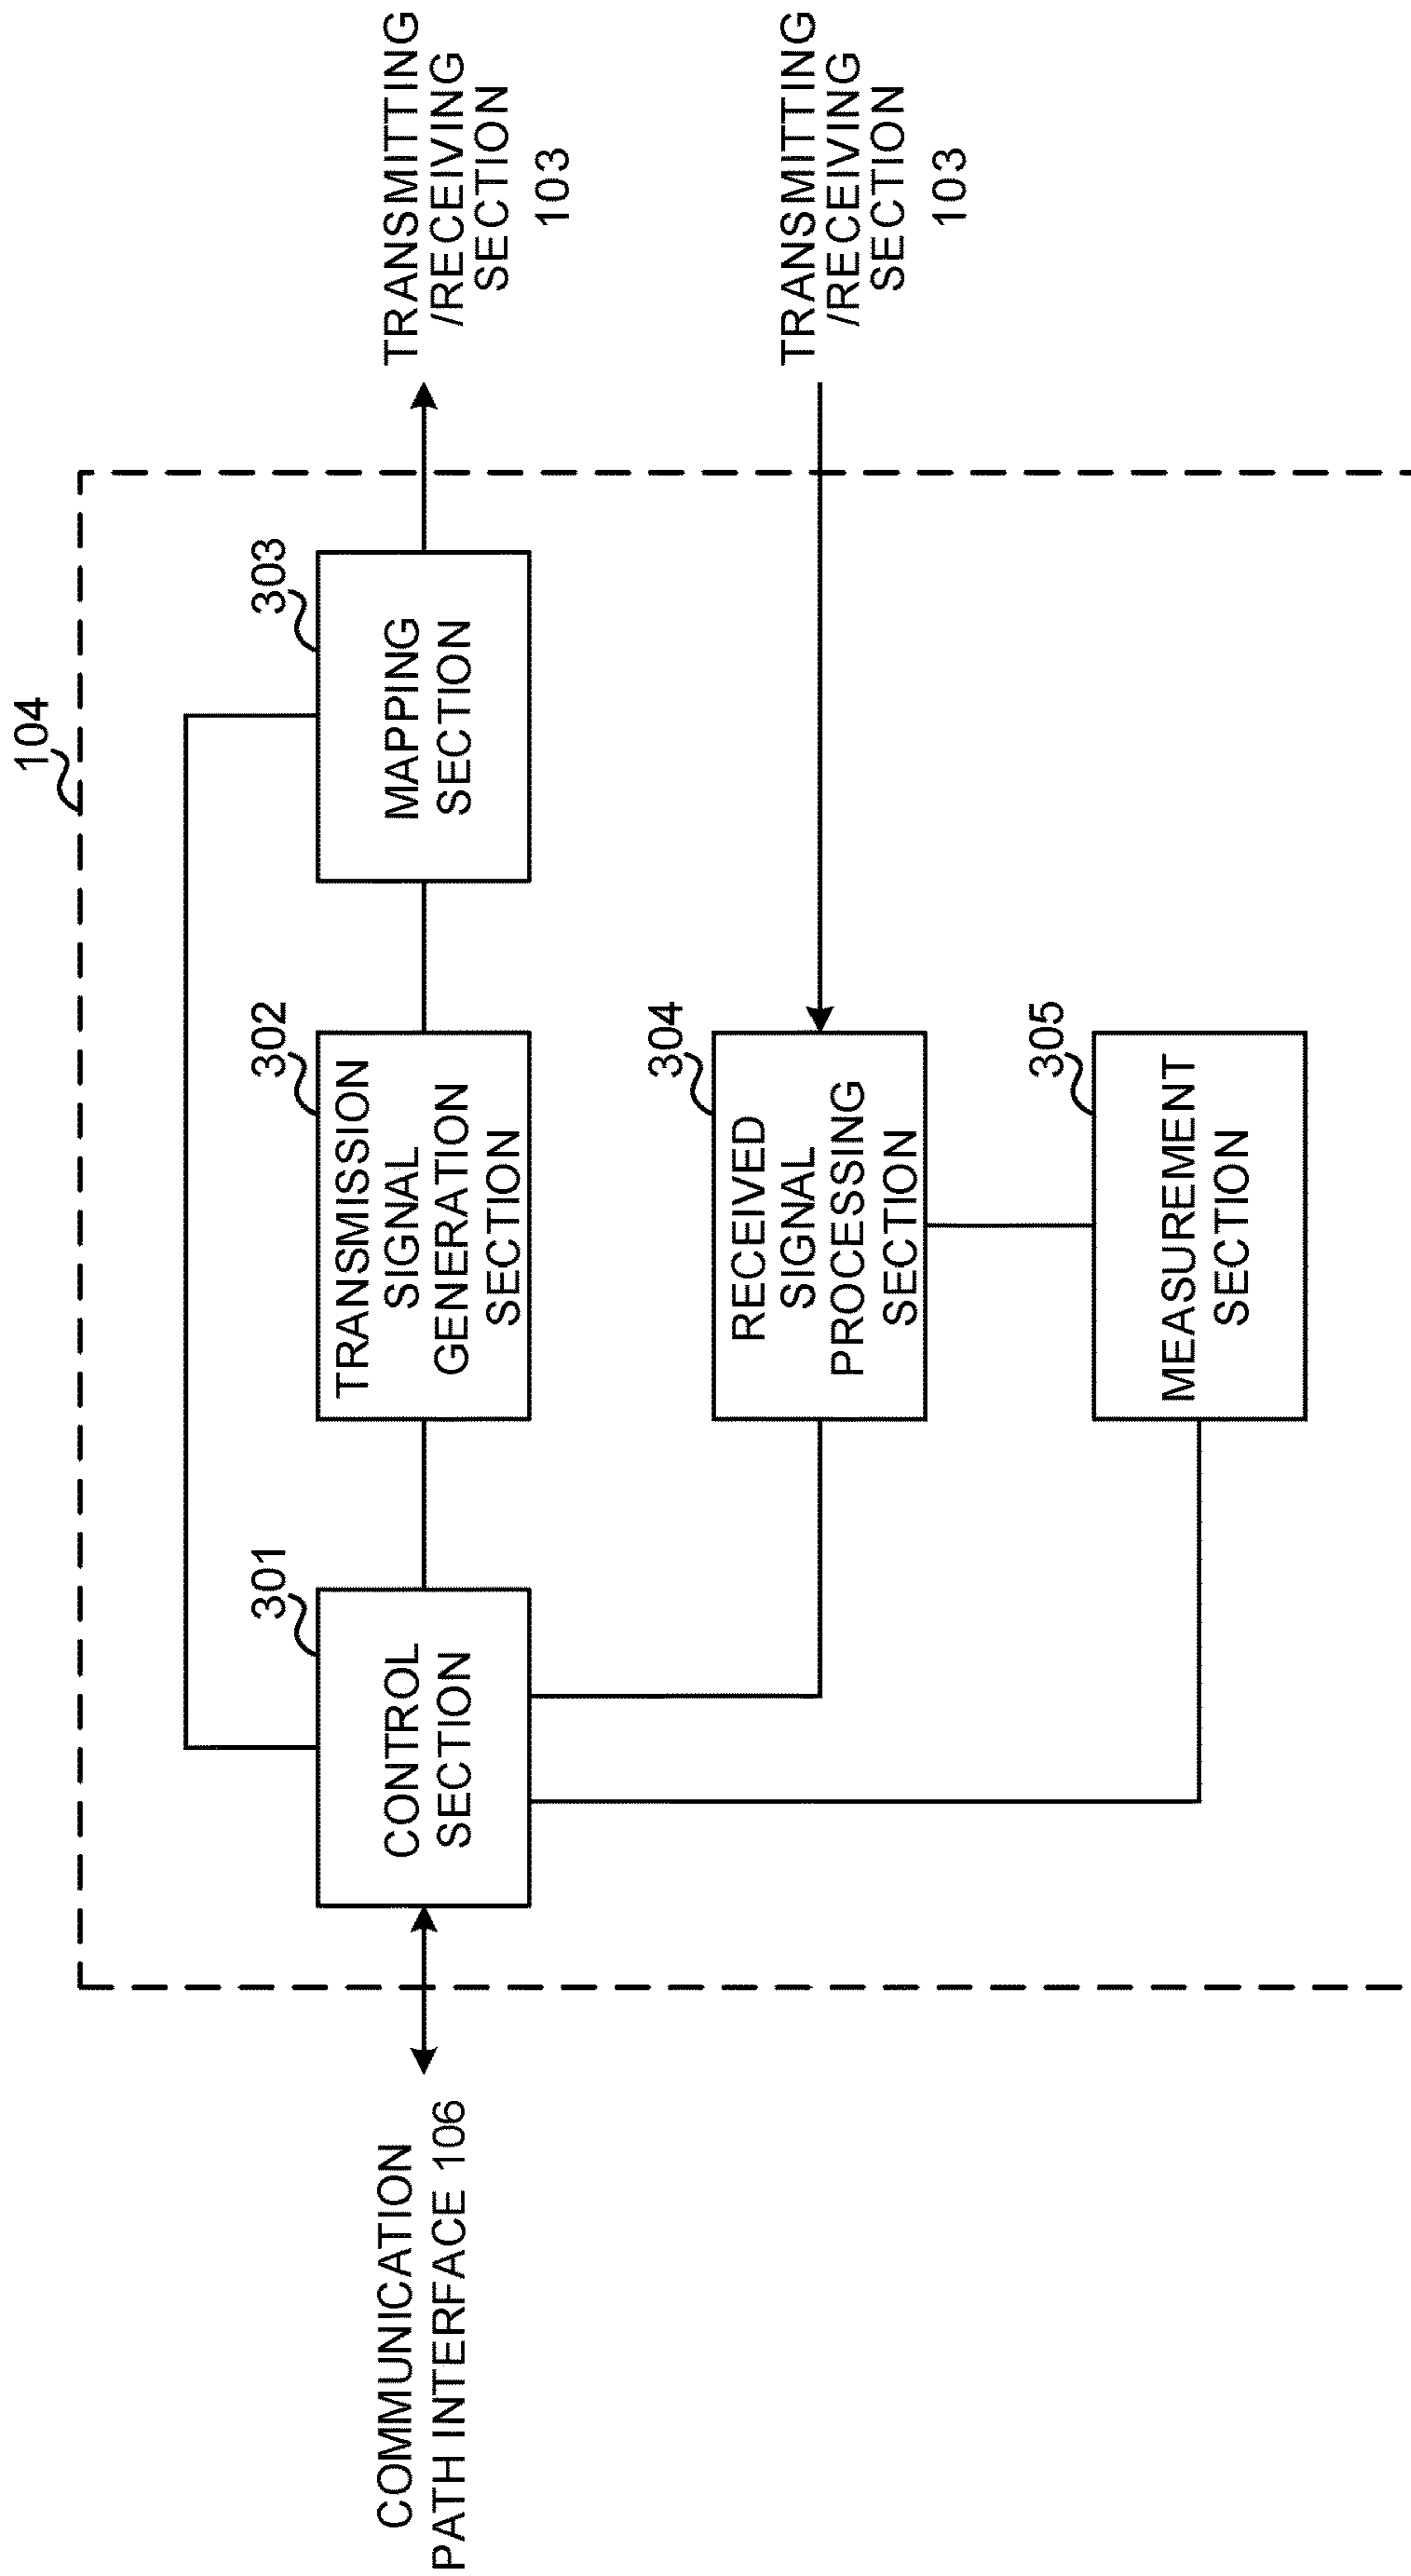 104
COMMUNICATION
PATH INTERFACE 106
301
CONTROL
SECTION
302
TRANSMISSION
SIGNAL
GENERATION
SECTION
303
MAPPING
SECTION
TRANSMITTING
/RECEIVING
SECTION
103
304
RECEIVED
SIGNAL
PROCESSING
SECTION
TRANSMITTING
/RECEIVING
SECTION
103
305
MEASUREMENT
SECTION